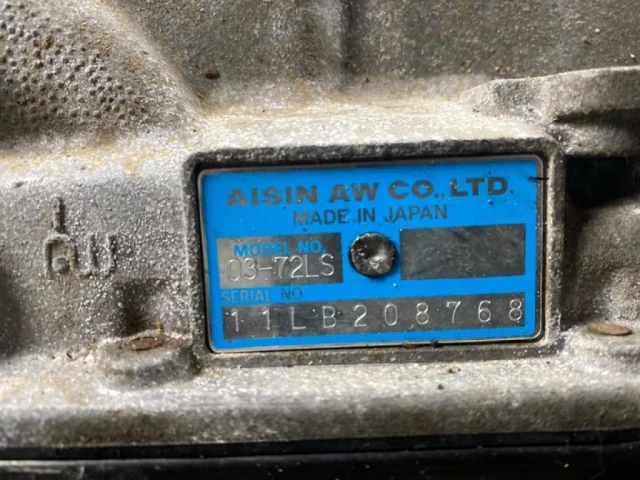 AISIN AW CO.,LTD.
MADE IN JAPAN
MODEL NO.
03-72LS
SERIAL NO
11LB208768